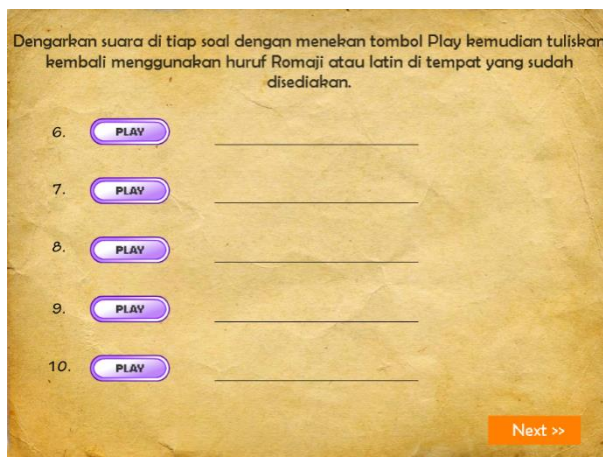 Dengarkan suara di tiap soal dengan menekan tombol Play kemudian tuliskan
kembali menggunakan huruf Romaji atau latin di tempat yang sudah
disediakan.
6. PLAY
7. PLAY
8. PLAY
9. PLAY
10. PLAY
Next >>